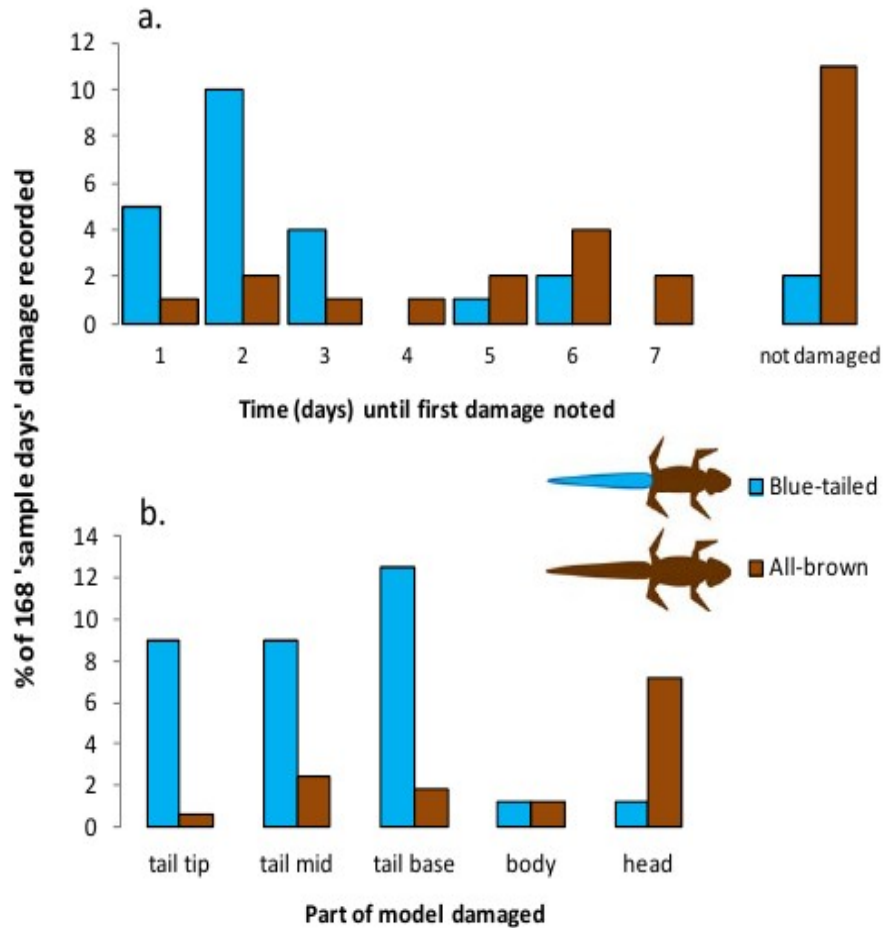 a.
12
10
8
6
4
2
0
1 2 3 4 5 6 7 not damaged
Time (days) until first damage noted
% of 168 'sample days' damage recorded
Blue-tailed
All-brown
b.
14
12
10
8
6
4
2
0
tail tip tail mid tail base body head
Part of model damaged